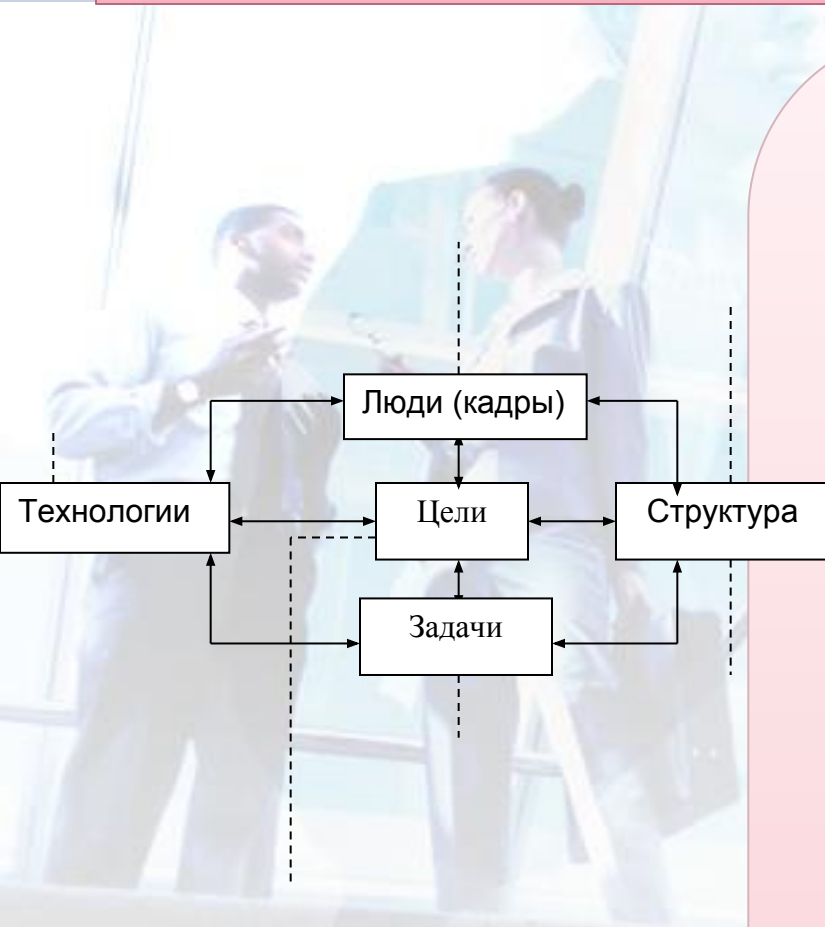 Люди (кадры)
Технологии
Цели
Структура
Задачи